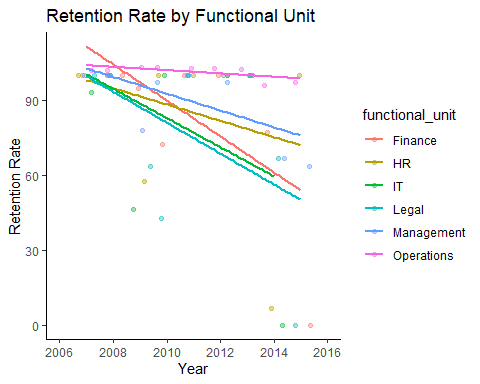 Retention Rate by Functional Unit
Retention Rate
90
60
30
0
2006
2008
2010
2012
2014
2016
Year
functional_unit
Finance
HR
IT
Legal
Management
Operations